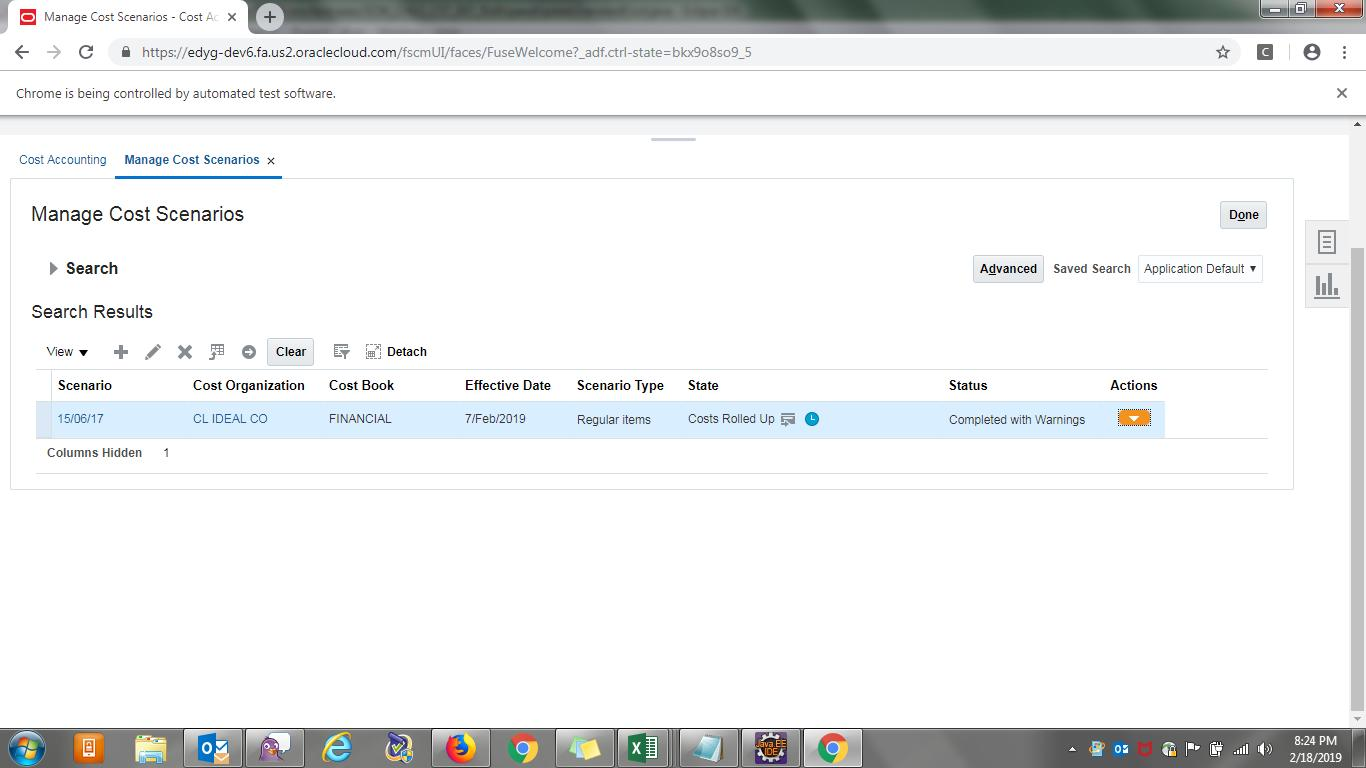 Manage Cost Scenarios - Cost Ac
https://edyg-dev6.fa.us2.oraclecloud.com/fscmUI/faces/FuseWelcome?_adf.ctrl-state=bkx9o8so9_5
C
Chrome is being controlled by automated test software.
Cost Accounting Manage Cost Scenarios
Manage Cost Scenarios
Done
Search
Advanced Saved Search Application Default
Search Results
View Clear Detach
Scenario Cost Organization Cost Book Effective Date Scenario Type State Status Actions
15/06/17 CL IDEAL CO FINANCIAL 7/Feb/2019 Regular items Costs Rolled Up Completed with Warnings
Columns Hidden 1
Java EE
IDE
8:24 PM
2/18/2019